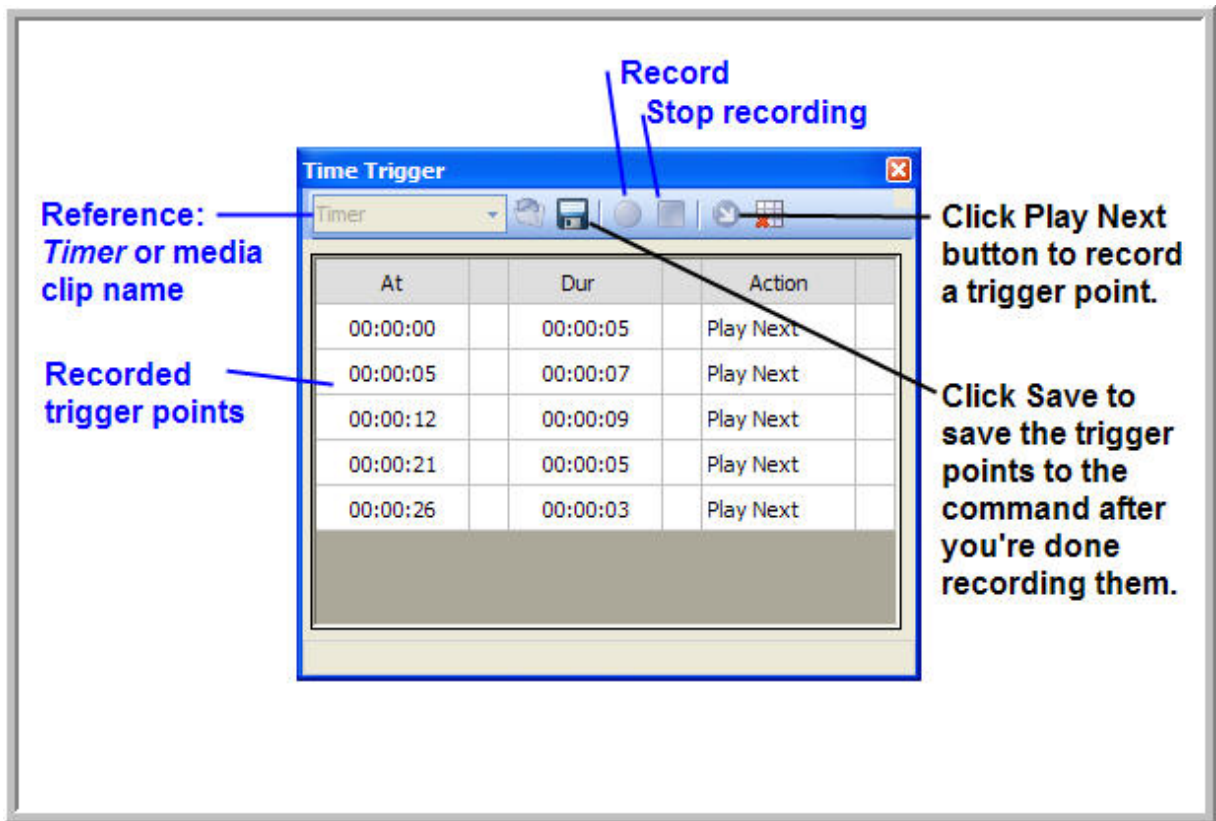 Record
Stop recording
Time Trigger
Timer
Reference:
Timer or media
clip name
Click Play Next
button to record
a trigger point.
At Dur Action
00:00:00 00:00:05 Play Next
00:00:05 00:00:07 Play Next
00:00:12 00:00:09 Play Next
00:00:21 00:00:05 Play Next
00:00:26 00:00:03 Play Next
Recorded
trigger points
Click Save to
save the trigger
points to the
command after
you're done
recording them.